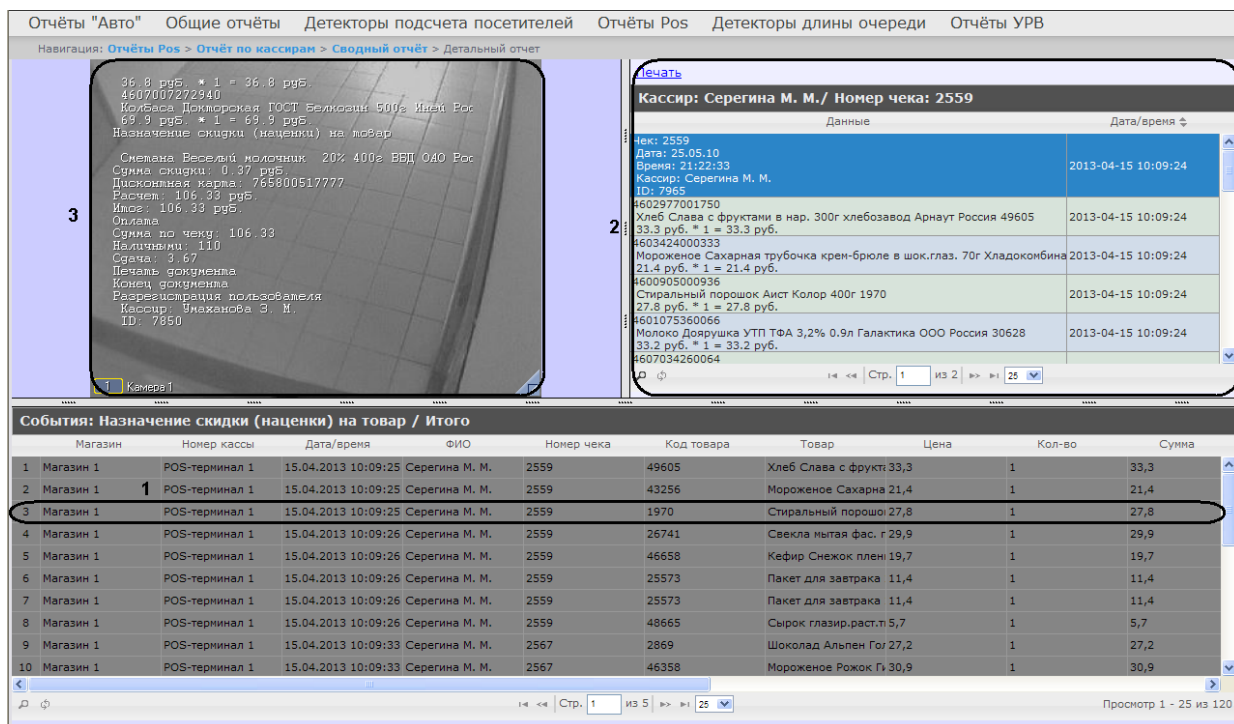 Отчёты "Авто" Общие отчёты Детекторы подсчета посетителей Отчёты Pos Детекторы длины очереди Отчёты УРВ
Навигация: Отчёты Pos > Отчёт по кассирам > Сводный отчёт > Детальный отчет
36.8 руб. * 1 = 36.8 руб.
4607007272940
Колбаса Докторская ГОСТ Белкозин 500г Иней Рос
69.9 руб. * 1 = 69.9 руб.
Назначение скидки (наценки) на товар
Сметана Веселый молочник 20% 400г ВБД ОАО Рос
Сумма скидки: 0.37 руб.
Дисконтная карта: 765800517777
Расчет: 106.33 руб.
Итог: 106.33 руб.
Оплата
Сумма по чеку: 106.33
Наличными: 110
Сдача: 3.67
Печать документа
Конец документа
Разрегистрация пользователя
Кассир: Умаханова З. М.
ID: 7850
3
1 Камера 1
Печать
Кассир: Серегина М. М./ Номер чека: 2559
Данные Дата/время
Чек: 2559
Дата: 25.05.10
Время: 21:22:33
Кассир: Серегина М. М.
ID: 7965
2013-04-15 10:09:24
2
4602977001750
Хлеб Слава с фруктами в нар. 300г хлебозавод Арнаут Россия 49605
33.3 руб. * 1 = 33.3 руб.
2013-04-15 10:09:24
4603424000333
Мороженое Сахарная трубочка крем-брюле в шок.глаз. 70г Хладокомбина
21.4 руб. * 1 = 21.4 руб.
2013-04-15 10:09:24
4600905000936
Стиральный порошок Аист Колор 400г 1970
27.8 руб. * 1 = 27.8 руб.
2013-04-15 10:09:24
4601075360066
Молоко Доярушка УТП ТФА 3,2% 0.9л Галактика ООО Россия 30628
33.2 руб. * 1 = 33.2 руб.
2013-04-15 10:09:24
4607034260064
Стр. 1 из 2 25
События: Назначение скидки (наценки) на товар / Итого
Магазин Номер кассы Дата/время ФИО Номер чека Код товара Товар Цена Кол-во Сумма
1 Магазин 1 POS-терминал 1 15.04.2013 10:09:25 Серегина М. М. 2559 49605 Хлеб Слава с фрукта 33,3 1 33,3
2 Магазин 1 POS-терминал 1 15.04.2013 10:09:25 Серегина М. М. 2559 43256 Мороженое Сахарна 21,4 1 21,4
1
3 Магазин 1 POS-терминал 1 15.04.2013 10:09:25 Серегина М. М. 2559 1970 Стиральный порошо 27,8 1 27,8
4 Магазин 1 POS-терминал 1 15.04.2013 10:09:26 Серегина М. М. 2559 26741 Свекла мытая фас. г 29,9 1 29,9
5 Магазин 1 POS-терминал 1 15.04.2013 10:09:26 Серегина М. М. 2559 46658 Кефир Снежок плен 19,7 1 19,7
6 Магазин 1 POS-терминал 1 15.04.2013 10:09:26 Серегина М. М. 2559 25573 Пакет для завтрака 11,4 1 11,4
7 Магазин 1 POS-терминал 1 15.04.2013 10:09:26 Серегина М. М. 2559 25573 Пакет для завтрака 11,4 1 11,4
8 Магазин 1 POS-терминал 1 15.04.2013 10:09:26 Серегина М. М. 2559 48665 Сырок глазир.раст.т 5,7 1 5,7
9 Магазин 1 POS-терминал 1 15.04.2013 10:09:33 Серегина М. М. 2567 2869 Шоколад Альпен Гол 27,2 1 27,2
10 Магазин 1 POS-терминал 1 15.04.2013 10:09:33 Серегина М. М. 2567 46358 Мороженое Рожок Ги 30,9 1 30,9
Стр. 1 из 5 25 Просмотр 1 - 25 из 120